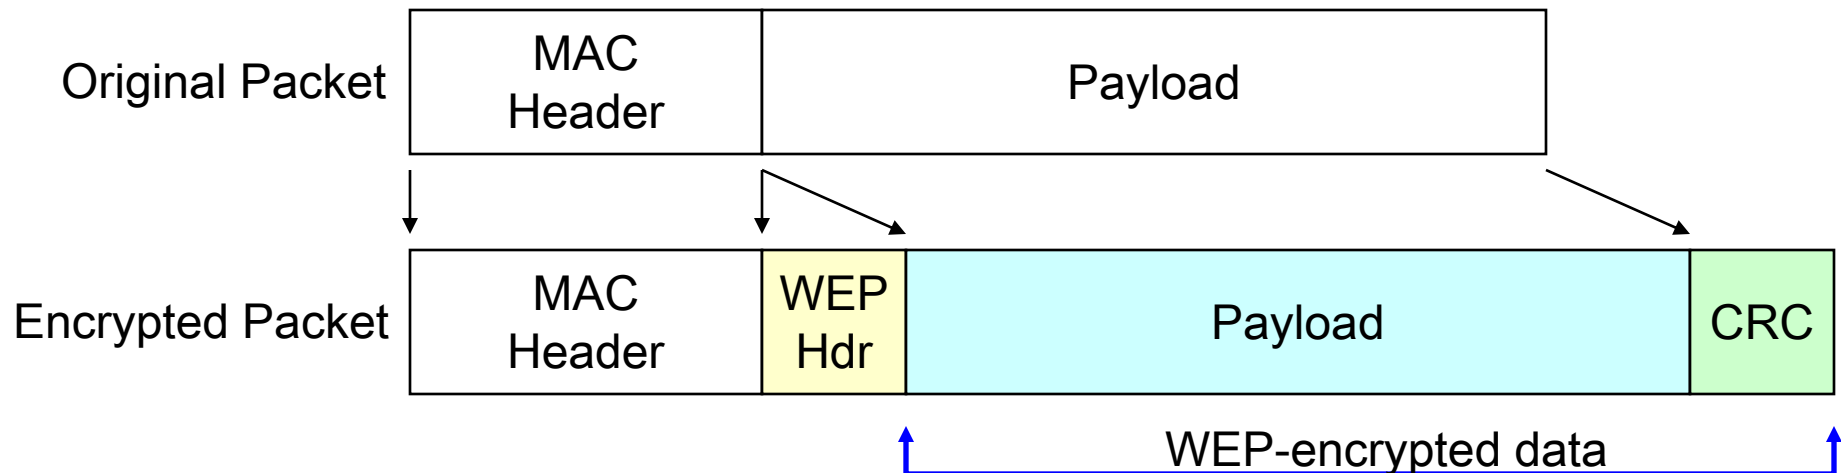 Original Packet
MAC
Header
Payload
Encrypted Packet
MAC
Header
WEP
Hdr
Payload
CRC
WEP-encrypted data